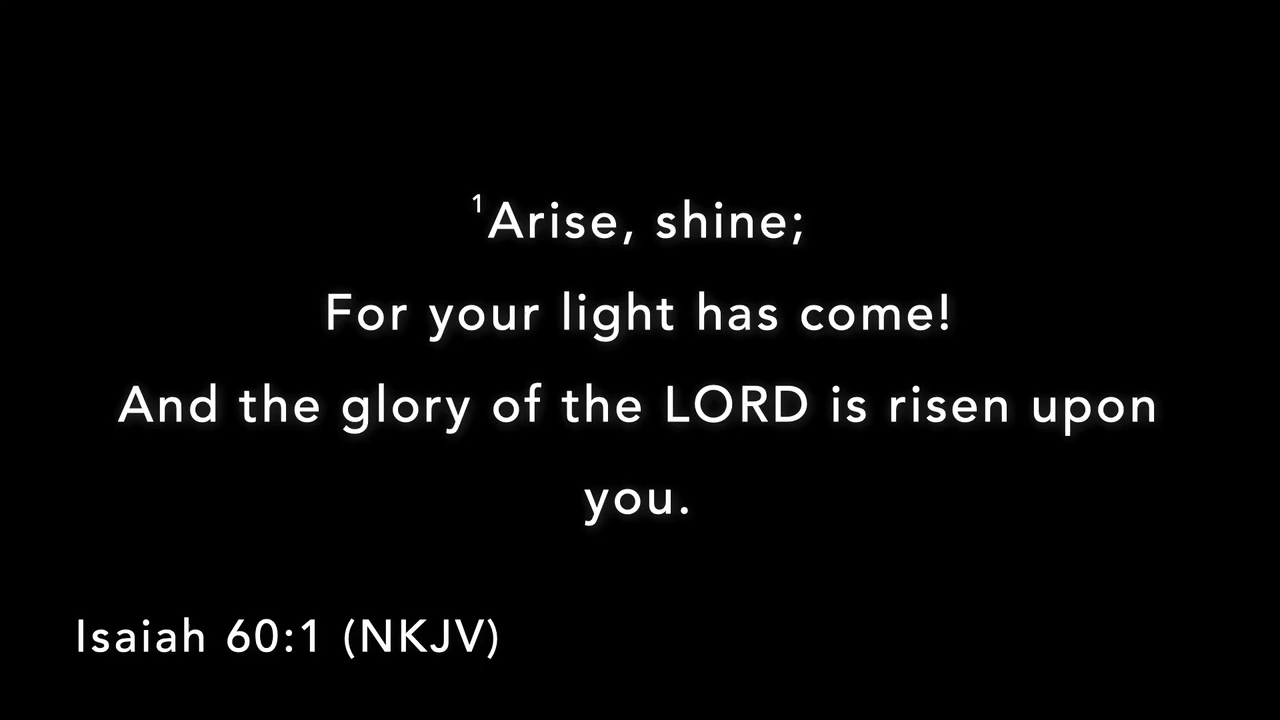 ¹Arise, shine;
For your light has come!
And the glory of the LORD is risen upon
you.
Isaiah 60:1 (NKJV)